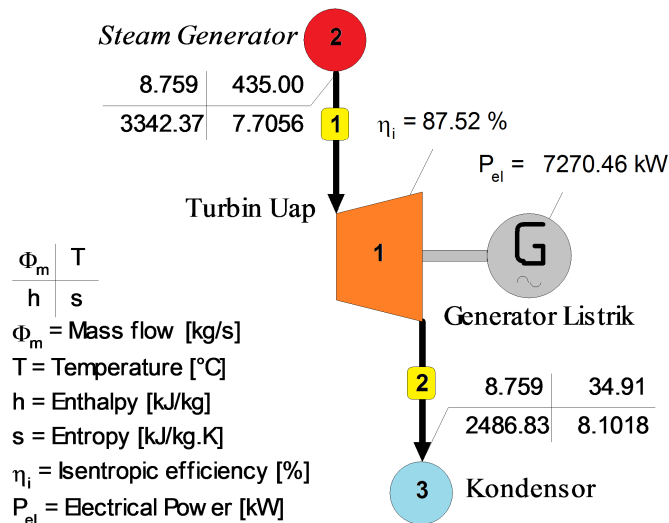 Steam Generator
2
8.759 435.00
3342.37 7.7056
1
ηi = 87.52 %
Pel = 7270.46 kW
Turbin Uap
1
G
Generator Listrik
Φm T
h s
Φm = Mass flow [kg/s]
T = Temperature [°C]
h = Enthalpy [kJ/kg]
s = Entropy [kJ/kg.K]
ηi = Isentropic efficiency [%]
Pel = Electrical Power [kW]
2
8.759 34.91
2486.83 8.1018
3
Kondensor